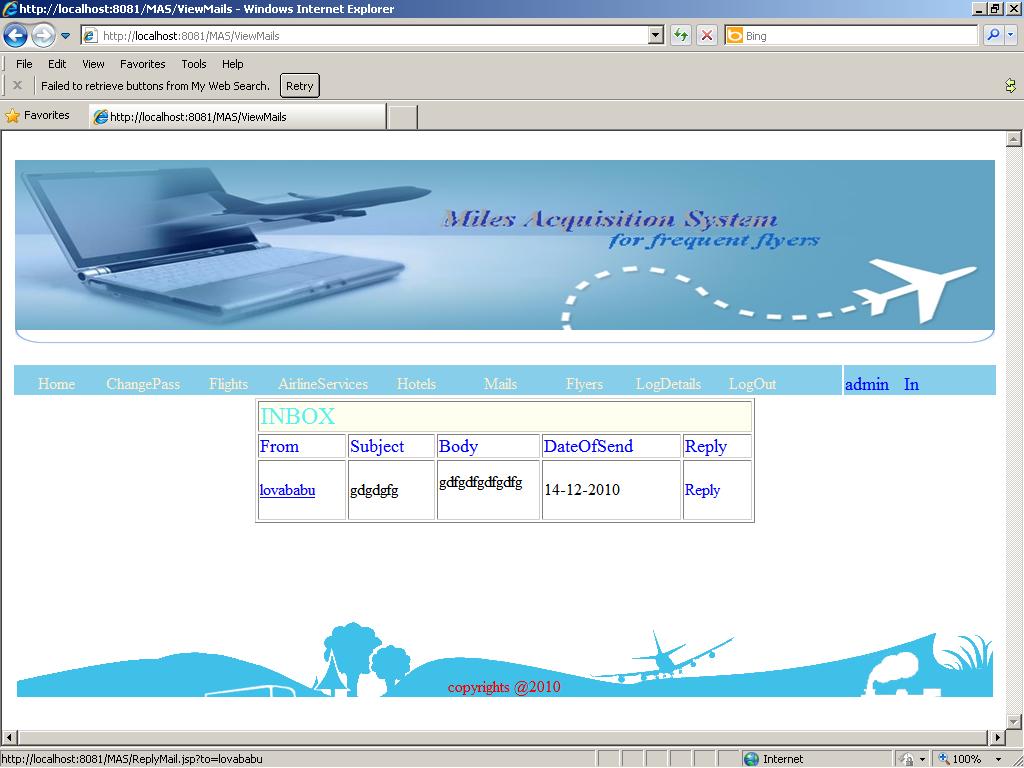 http://localhost:8081/MAS/ViewMails - Windows Internet Explorer
http://localhost:8081/MAS/ViewMails
Bing
File Edit View Favorites Tools Help
Failed to retrieve buttons from My Web Search. Retry
Favorites http://localhost:8081/MAS/ViewMails
Miles Acquisition System
for frequent flyers
Home ChangePass Flights AirlineServices Hotels Mails Flyers LogDetails LogOut admin In
INBOX
From Subject Body DateOfSend Reply
lovababu gdgdgfg gdfgdfgdfgdfg 14-12-2010 Reply
copyrights @2010
http://localhost:8081/MAS/ReplyMail.jsp?to=lovababu Internet 100%